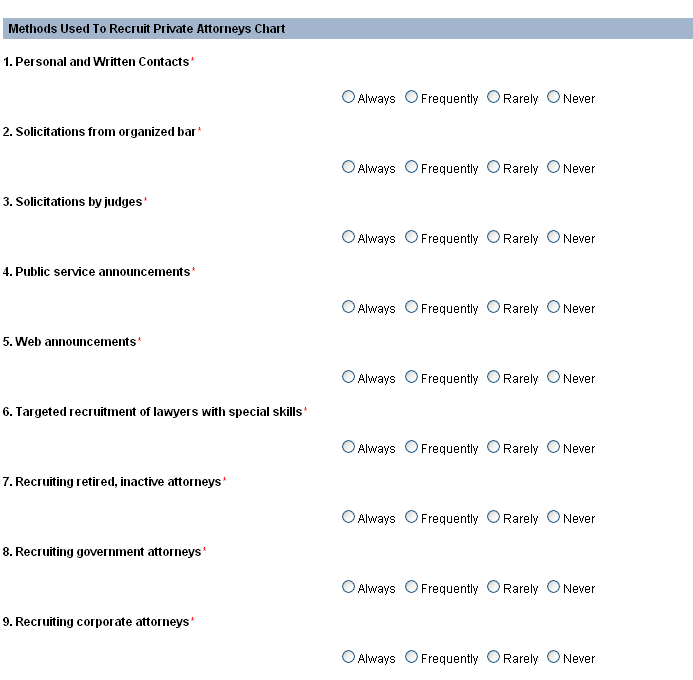 Methods Used To Recruit Private Attorneys Chart
1. Personal and Written Contacts*
Always Frequently Rarely Never
2. Solicitations from organized bar*
Always Frequently Rarely Never
3. Solicitations by judges*
Always Frequently Rarely Never
4. Public service announcements*
Always Frequently Rarely Never
5. Web announcements*
Always Frequently Rarely Never
6. Targeted recruitment of lawyers with special skills*
Always Frequently Rarely Never
7. Recruiting retired, inactive attorneys*
Always Frequently Rarely Never
8. Recruiting government attorneys*
Always Frequently Rarely Never
9. Recruiting corporate attorneys*
Always Frequently Rarely Never